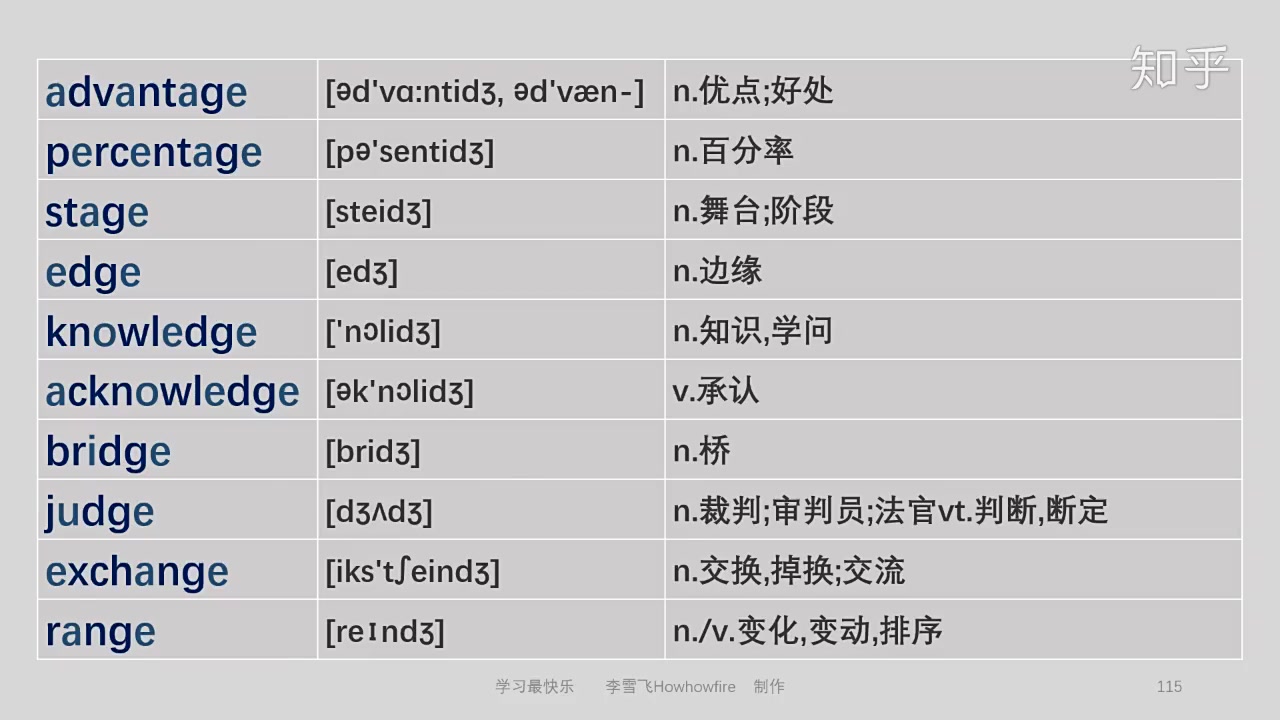 知乎
advantage [ədˈvɑ:ntidʒ, ədˈvæn-] n.优点;好处
percentage [pə'sentidʒ] n.百分率
stage [steidʒ] n.舞台;阶段
edge [edʒ] n.边缘
knowledge ['nɔlidʒ] n.知识,学问
acknowledge [ək'nɔlidʒ] v.承认
bridge [bridʒ] n.桥
judge [dʒʌdʒ] n.裁判;审判员;法官vt.判断,断定
exchange [iks'tʃeindʒ] n.交换,掉换;交流
range [reɪndʒ] n./v.变化,变动,排序
学习最快乐 李雪飞Howhowfire 制作 115